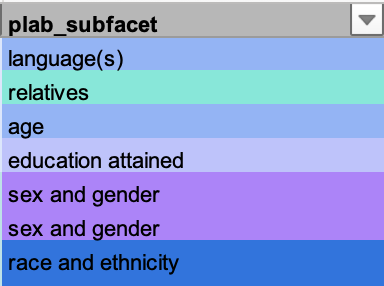 plab_subfacet
language(s)
relatives
age
education attained
sex and gender
sex and gender
race and ethnicity